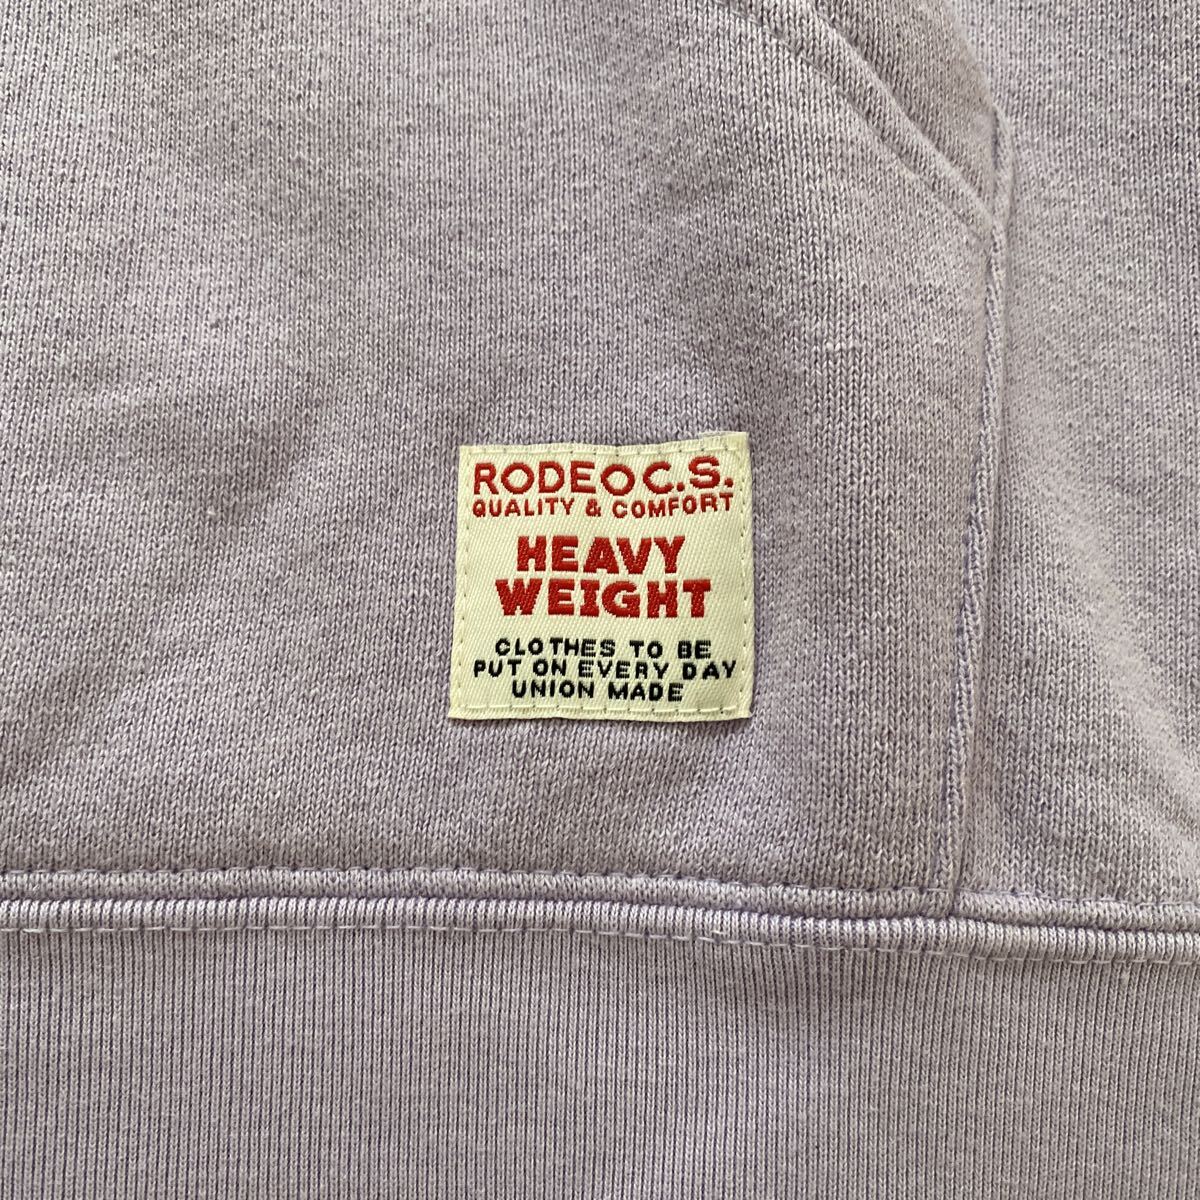 RODEO C.S.
QUALITY & COMFORT
HEAVY
WEIGHT
CLOTHES TO BE
PUT ON EVERY DAY
UNION MADE